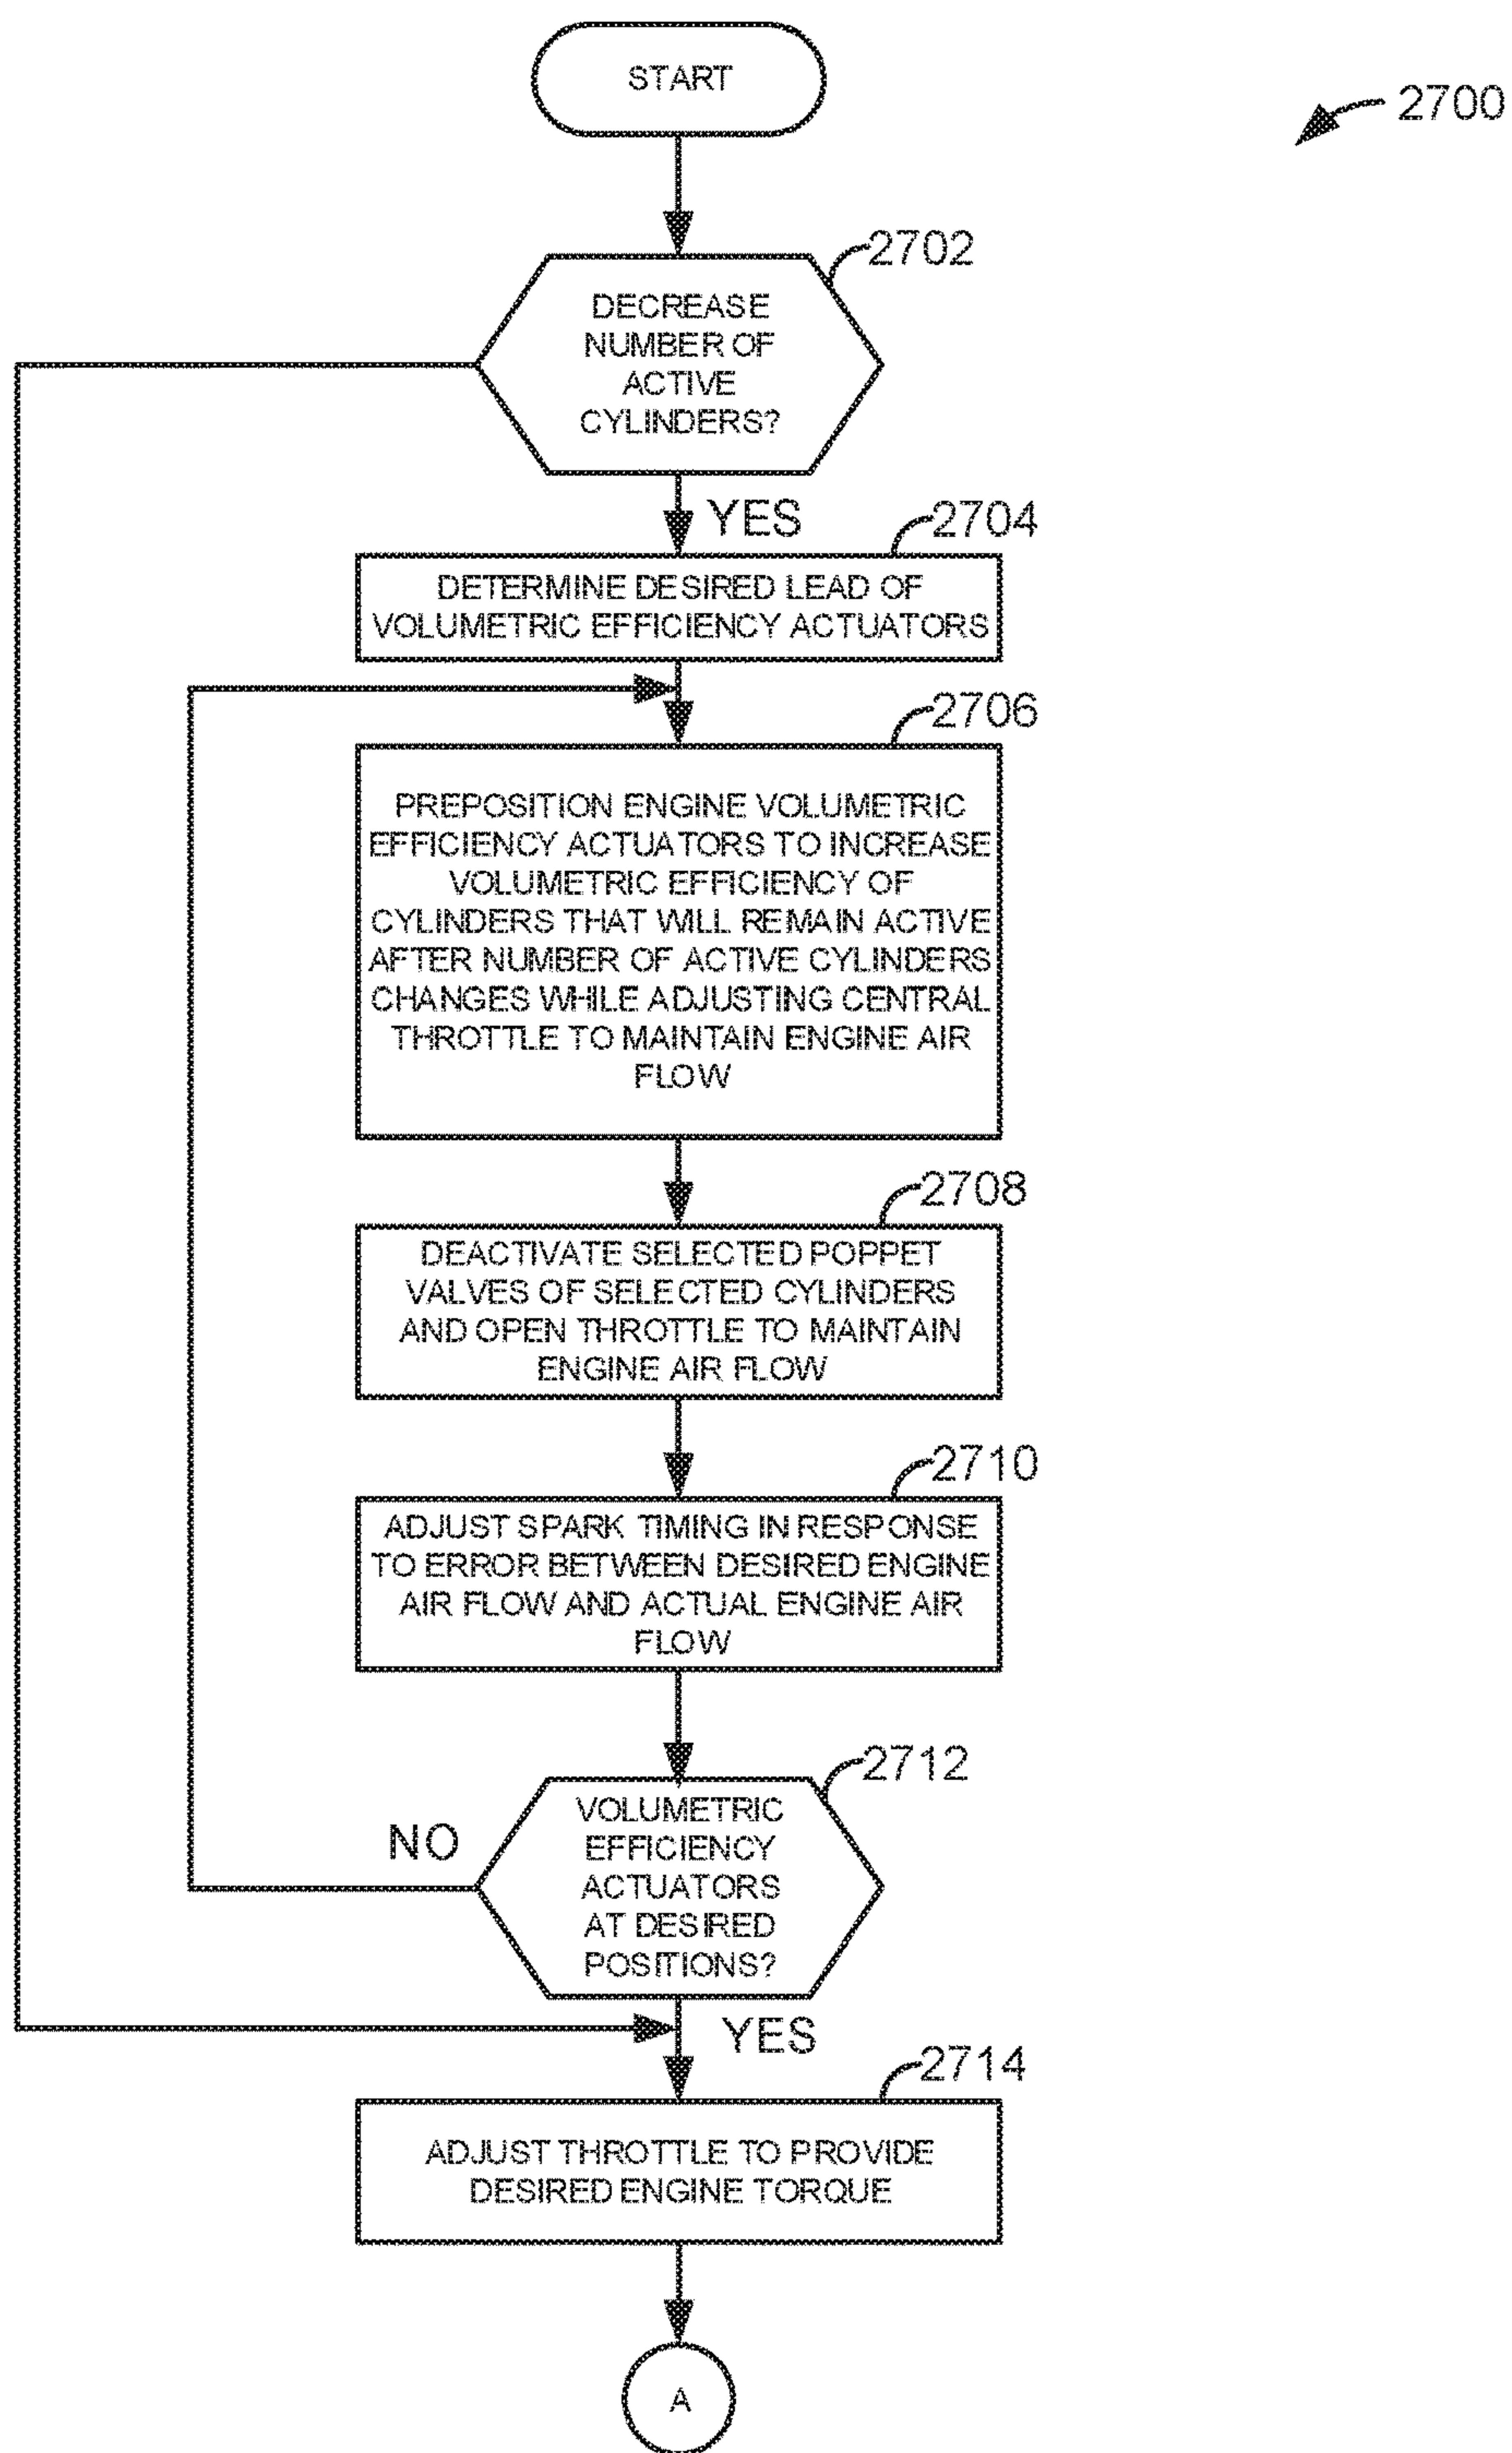 START
2700
2702
DECREASE
NUMBER OF
ACTIVE
CYLINDERS?
YES
2704
DETERMINE DESIRED LEAD OF
VOLUMETRIC EFFICIENCY ACTUATORS
2706
PREPOSITION ENGINE VOLUMETRIC
EFFICIENCY ACTUATORS TO INCREASE
VOLUMETRIC EFFICIENCY OF
CYLINDERS THAT WILL REMAIN ACTIVE
AFTER NUMBER OF ACTIVE CYLINDERS
CHANGES WHILE ADJUSTING CENTRAL
THROTTLE TO MAINTAIN ENGINE AIR
FLOW
2708
DEACTIVATE SELECTED POPPET
VALVES OF SELECTED CYLINDERS
AND OPEN THROTTLE TO MAINTAIN
ENGINE AIR FLOW
2710
ADJUST SPARK TIMING IN RESPONSE
TO ERROR BETWEEN DESIRED ENGINE
AIR FLOW AND ACTUAL ENGINE AIR
FLOW
2712
VOLUMETRIC
EFFICIENCY
ACTUATORS
AT DESIRED
POSITIONS?
NO
YES
2714
ADJUST THROTTLE TO PROVIDE
DESIRED ENGINE TORQUE
A